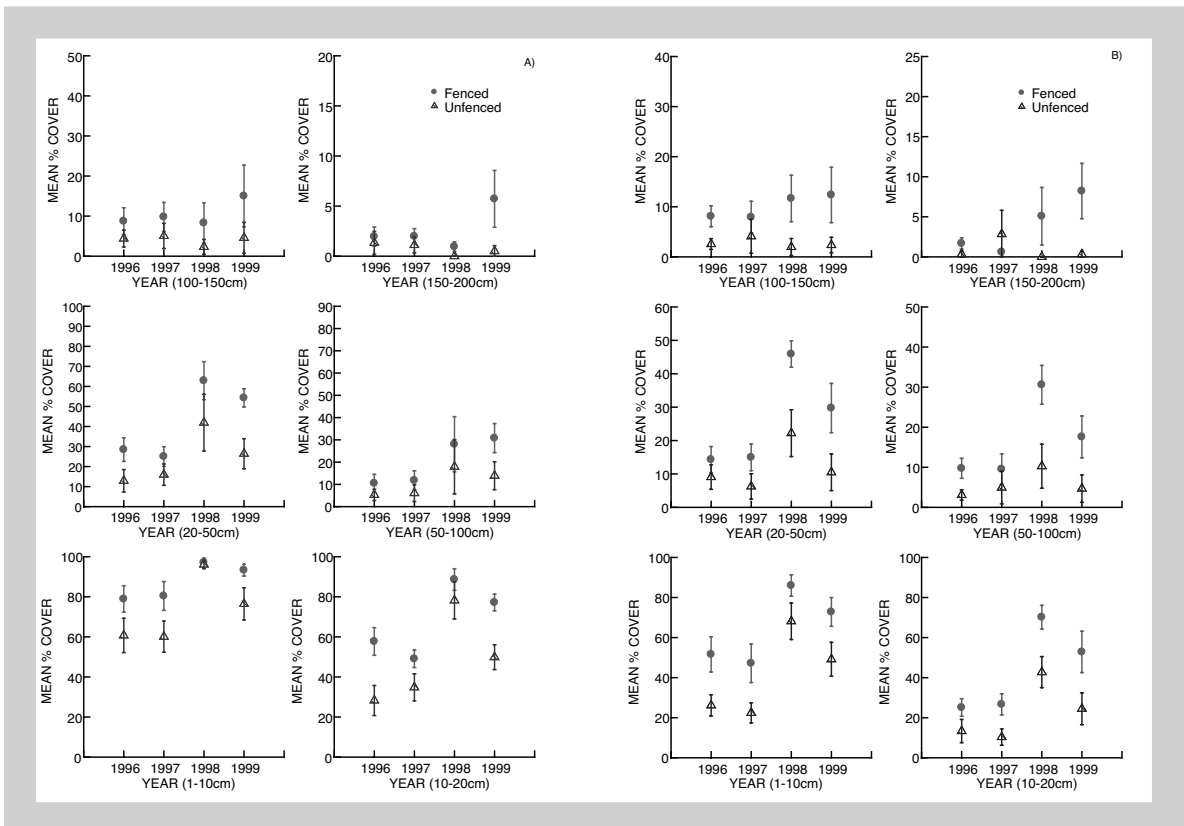 A)
B)
MEAN % COVER
50
40
30
20
10
0
1996 1997 1998 1999
YEAR (100-150cm)
MEAN % COVER
20
15
10
5
0
Fenced
Unfenced
1996 1997 1998 1999
YEAR (150-200cm)
MEAN % COVER
40
30
20
10
0
1996 1997 1998 1999
YEAR (100-150cm)
MEAN % COVER
25
20
15
10
5
0
Fenced
Unfenced
1996 1997 1998 1999
YEAR (150-200cm)
MEAN % COVER
100
90
80
70
60
50
40
30
20
10
0
1996 1997 1998 1999
YEAR (20-50cm)
MEAN % COVER
90
80
70
60
50
40
30
20
10
0
1996 1997 1998 1999
YEAR (50-100cm)
MEAN % COVER
60
50
40
30
20
10
0
1996 1997 1998 1999
YEAR (20-50cm)
MEAN % COVER
50
40
30
20
10
0
1996 1997 1998 1999
YEAR (50-100cm)
MEAN % COVER
100
80
60
40
20
0
1996 1997 1998 1999
YEAR (1-10cm)
MEAN % COVER
100
80
60
40
20
0
1996 1997 1998 1999
YEAR (10-20cm)
MEAN % COVER
100
80
60
40
20
0
1996 1997 1998 1999
YEAR (1-10cm)
MEAN % COVER
100
80
60
40
20
0
1996 1997 1998 1999
YEAR (10-20cm)